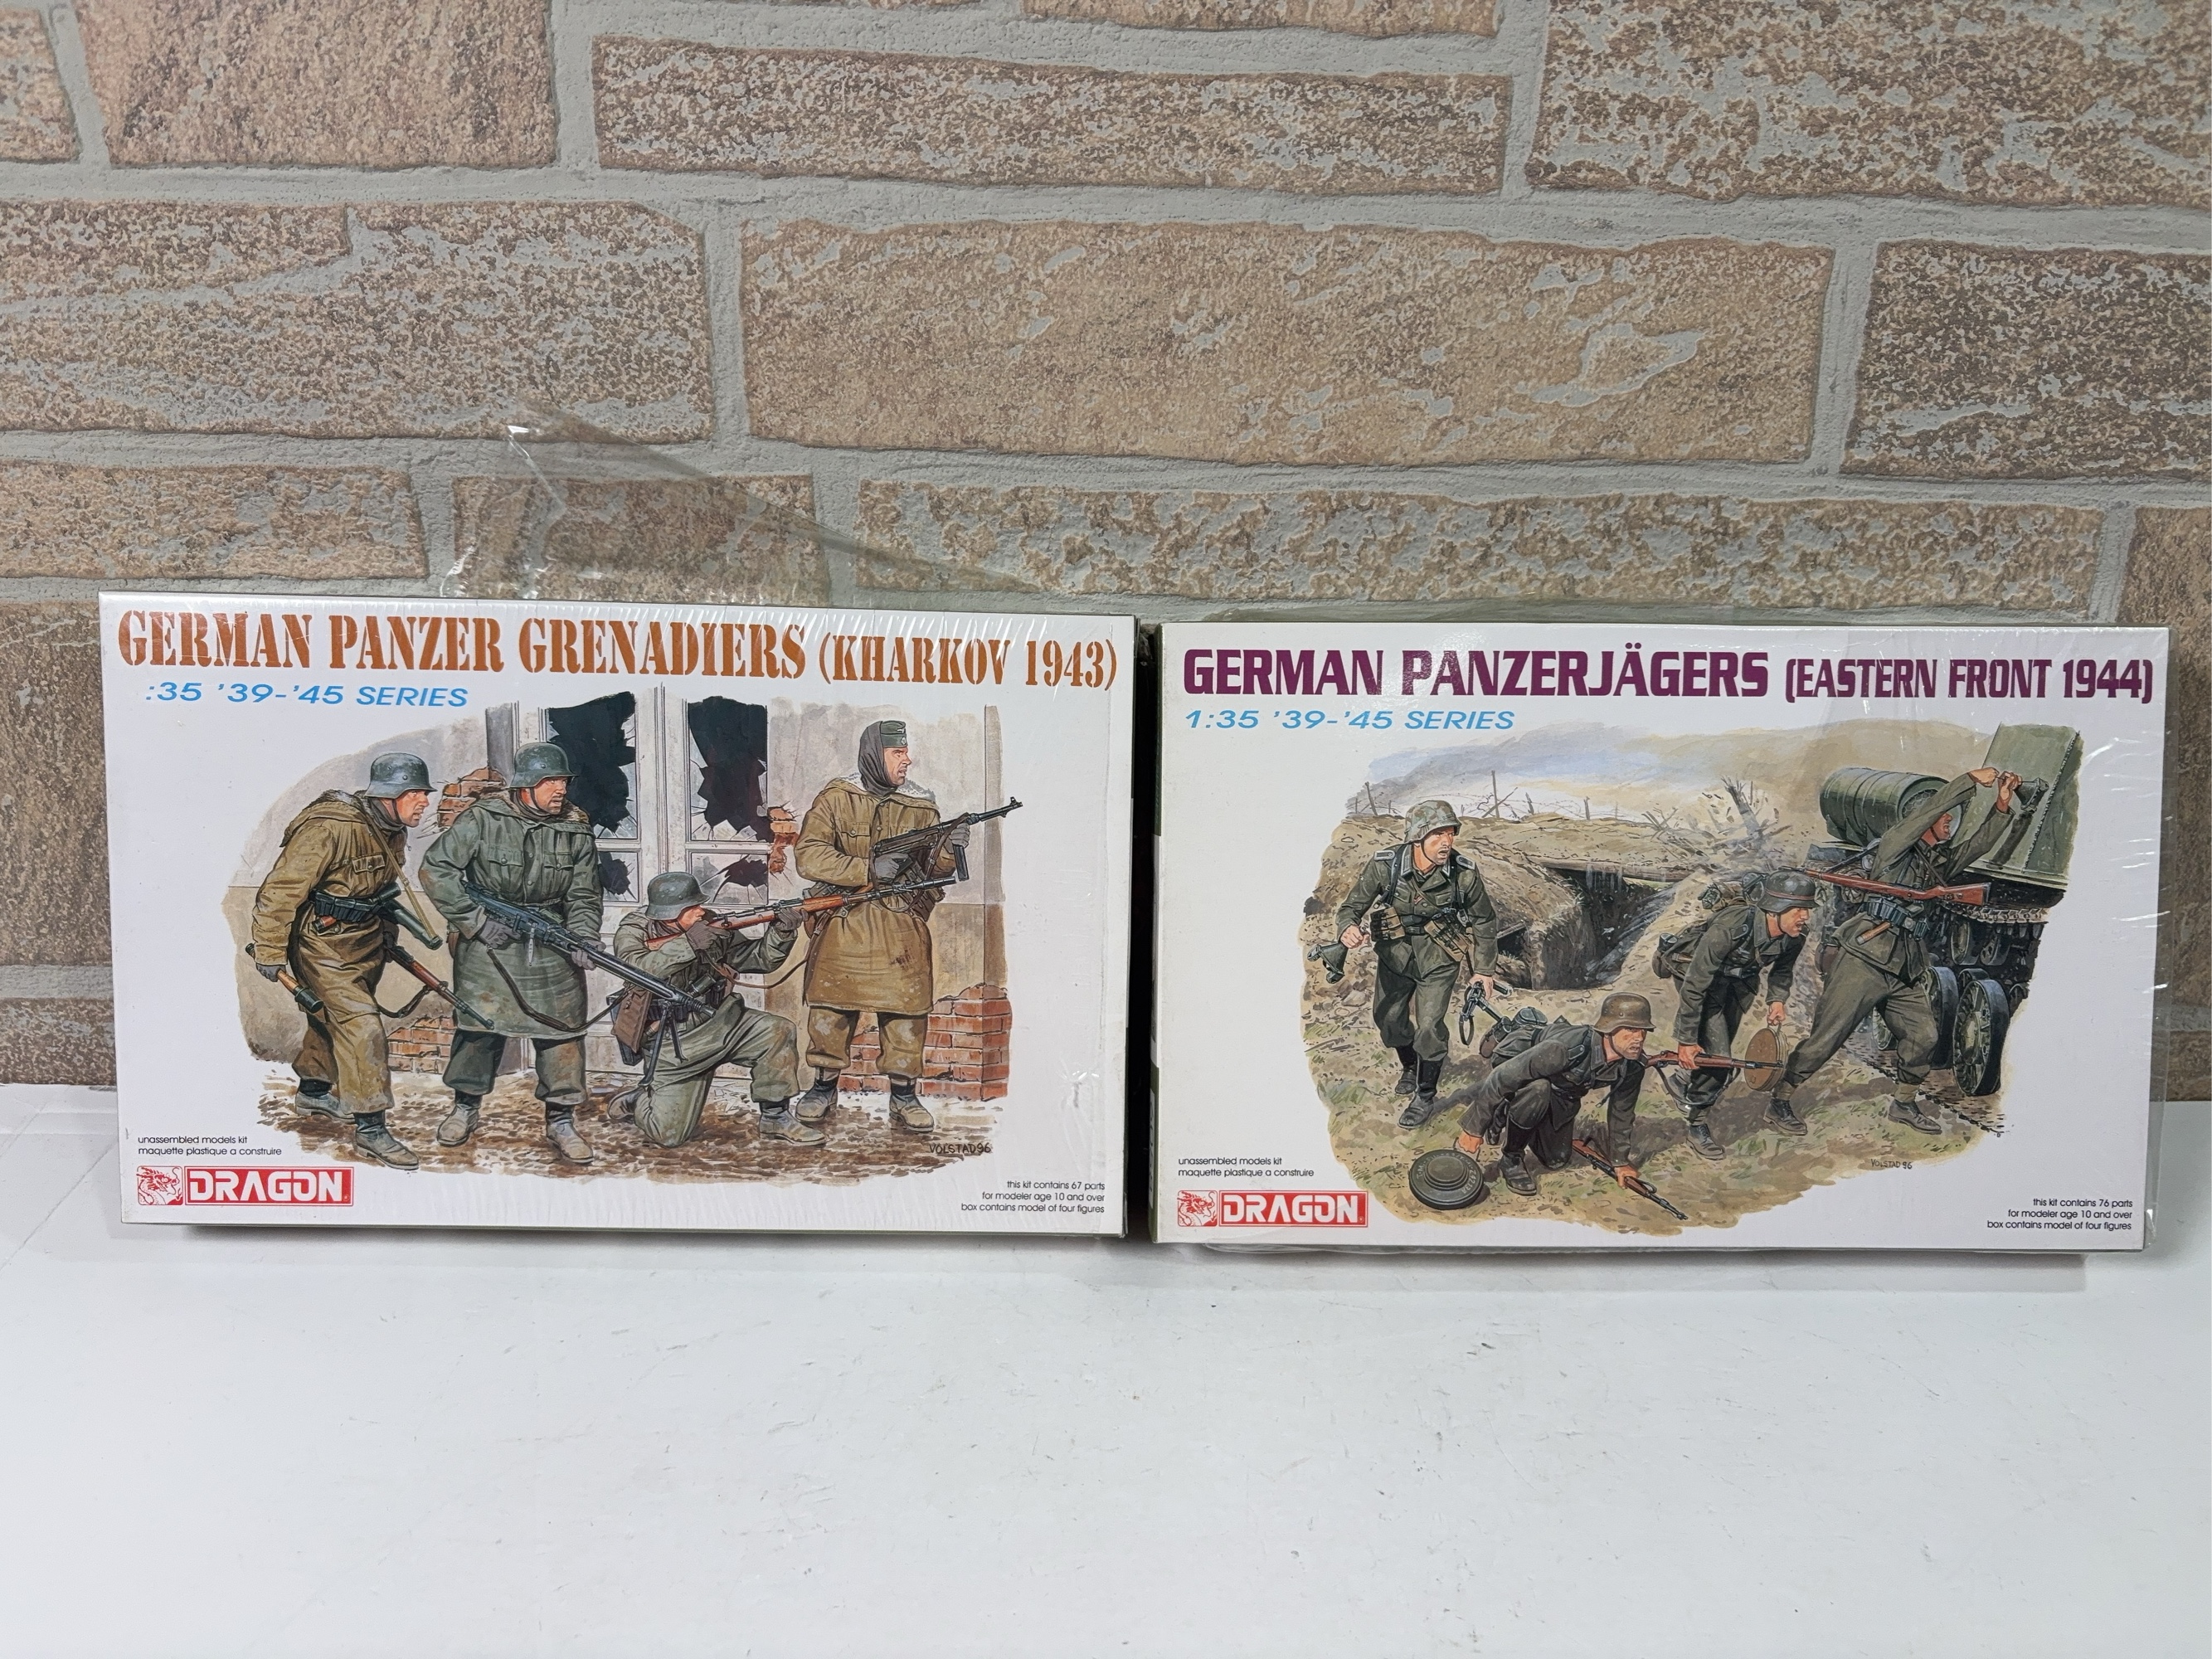 GERMAN PANZER GRENADIERS (KHARKOV 1943)
:35 '39-'45 SERIES
VOLSTAD96
unassembled models kit
maquette plastique a construire
DRAGON
this kit contains 67 parts
for modeler age 10 and over
box contains model of four figures
GERMAN PANZERJÄGERS (EASTERN FRONT 1944)
1:35 '39-'45 SERIES
VOLSTAD 96
unassembled models kit
maquette plastique a construire
DRAGON
this kit contains 76 parts
for modeler age 10 and over
box contains model of four figures